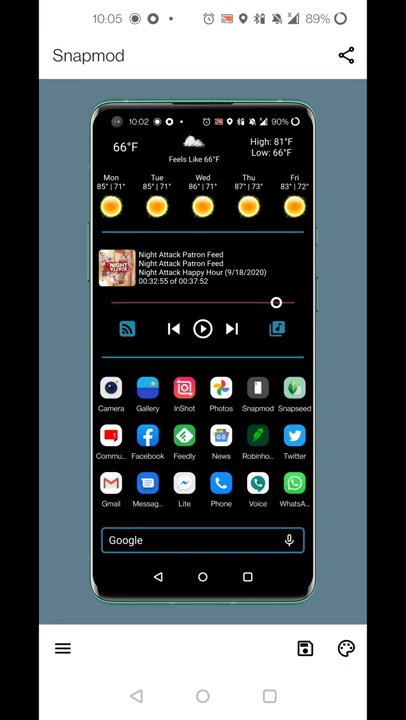 10:05
89%
Snapmod
10:02
90%
66°F
Feels Like 66°F
High: 81°F
Low: 66°F
Mon Tue Wed Thu Fri
85° | 71° 85° | 71° 86° | 71° 87° | 73° 83° | 72°
Night Attack Patron Feed
Night Attack Patron Feed
Night Attack Happy Hour (9/18/2020)
00:32:55 of 00:37:52
NIGHT
ATTACK
Camera Gallery InShot Photos Snapmod Snapseed
Commu... Facebook Feedly News Robinho... Twitter
Gmail Messag... Lite Phone Voice WhatsA...
Google